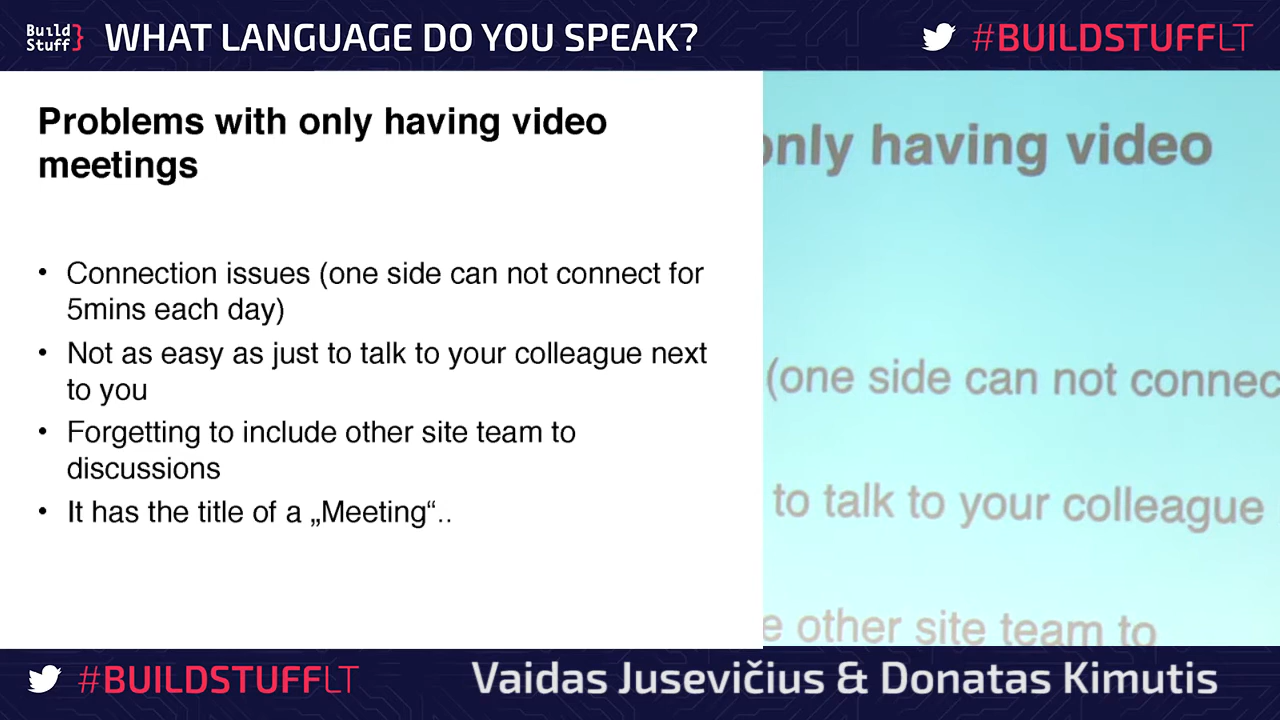 Build
Stuff}
WHAT LANGUAGE DO YOU SPEAK?
#BUILDSTUFFLT
Problems with only having video
meetings
• Connection issues (one side can not connect for
5mins each day)
• Not as easy as just to talk to your colleague next
to you
• Forgetting to include other site team to
discussions
• It has the title of a „Meeting“..
only having video
(one side can not connec
to talk to your colleague
e other site team to
#BUILDSTUFFLT
Vaidas Jusevičius & Donatas Kimutis